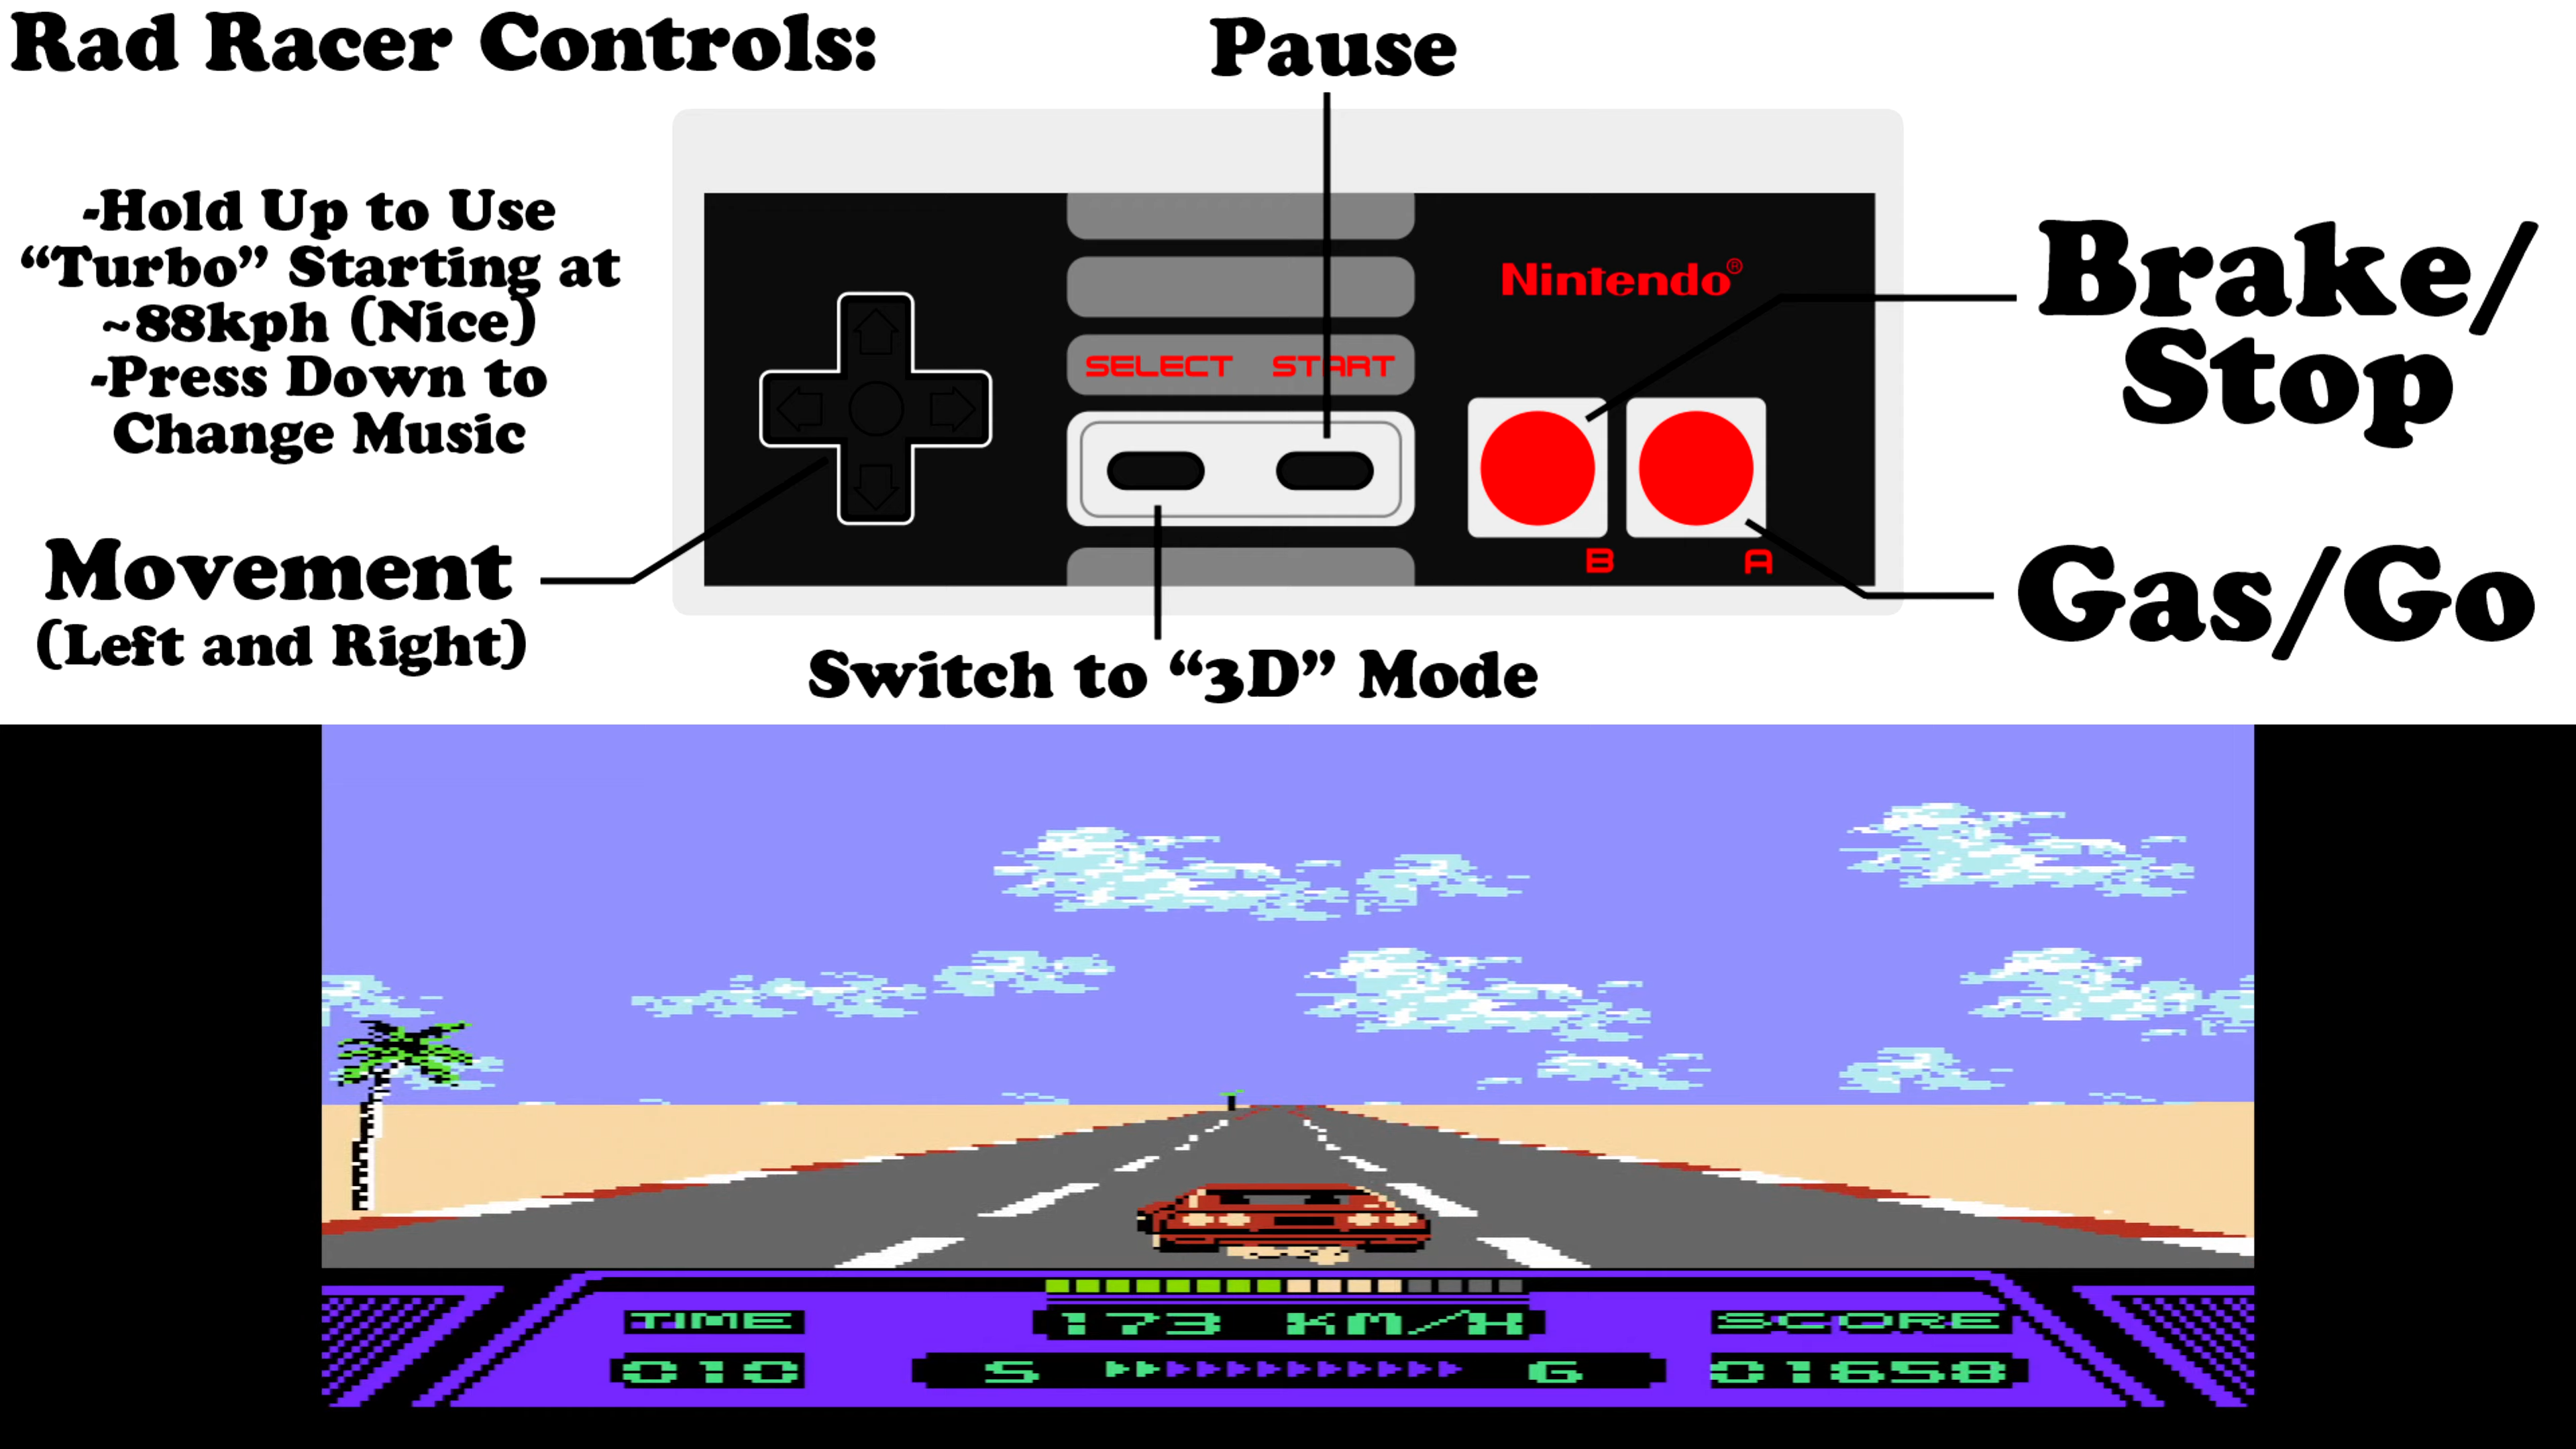 Rad Racer Controls:
Pause
-Hold Up to Use
“Turbo” Starting at
~88kph (Nice)
-Press Down to
Change Music
Movement
(Left and Right)
Nintendo®
SELECT START
B A
Brake/
Stop
Gas/Go
Switch to “3D” Mode
TIME 173 KM/H SCORE
010 S G 01658